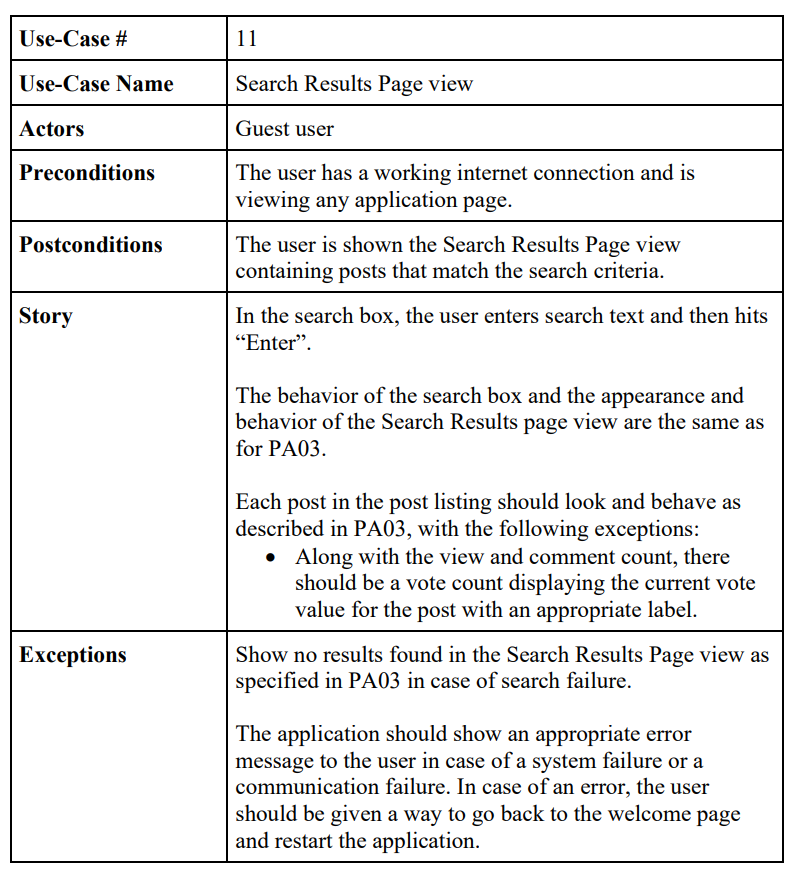 Use-Case # 11
Use-Case Name Search Results Page view
Actors Guest user
Preconditions The user has a working internet connection and is
viewing any application page.
Postconditions The user is shown the Search Results Page view
containing posts that match the search criteria.
Story In the search box, the user enters search text and then hits
“Enter”.
The behavior of the search box and the appearance and
behavior of the Search Results page view are the same as
for PA03.
Each post in the post listing should look and behave as
described in PA03, with the following exceptions:
• Along with the view and comment count, there
should be a vote count displaying the current vote
value for the post with an appropriate label.
Exceptions Show no results found in the Search Results Page view as
specified in PA03 in case of search failure.
The application should show an appropriate error
message to the user in case of a system failure or a
communication failure. In case of an error, the user
should be given a way to go back to the welcome page
and restart the application.